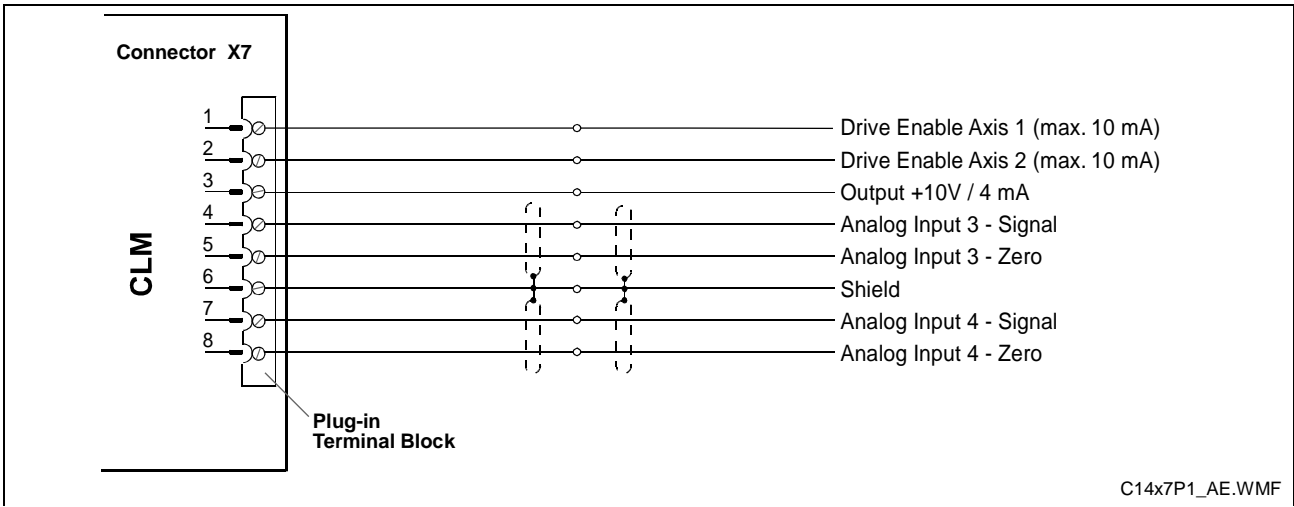 Connector X7
1 Drive Enable Axis 1 (max. 10 mA)
2 Drive Enable Axis 2 (max. 10 mA)
3 Output +10V / 4 mA
4 Analog Input 3 - Signal
5 Analog Input 3 - Zero
6 Shield
7 Analog Input 4 - Signal
8 Analog Input 4 - Zero
CLM
Plug-in
Terminal Block
C14x7P1_AE.WMF